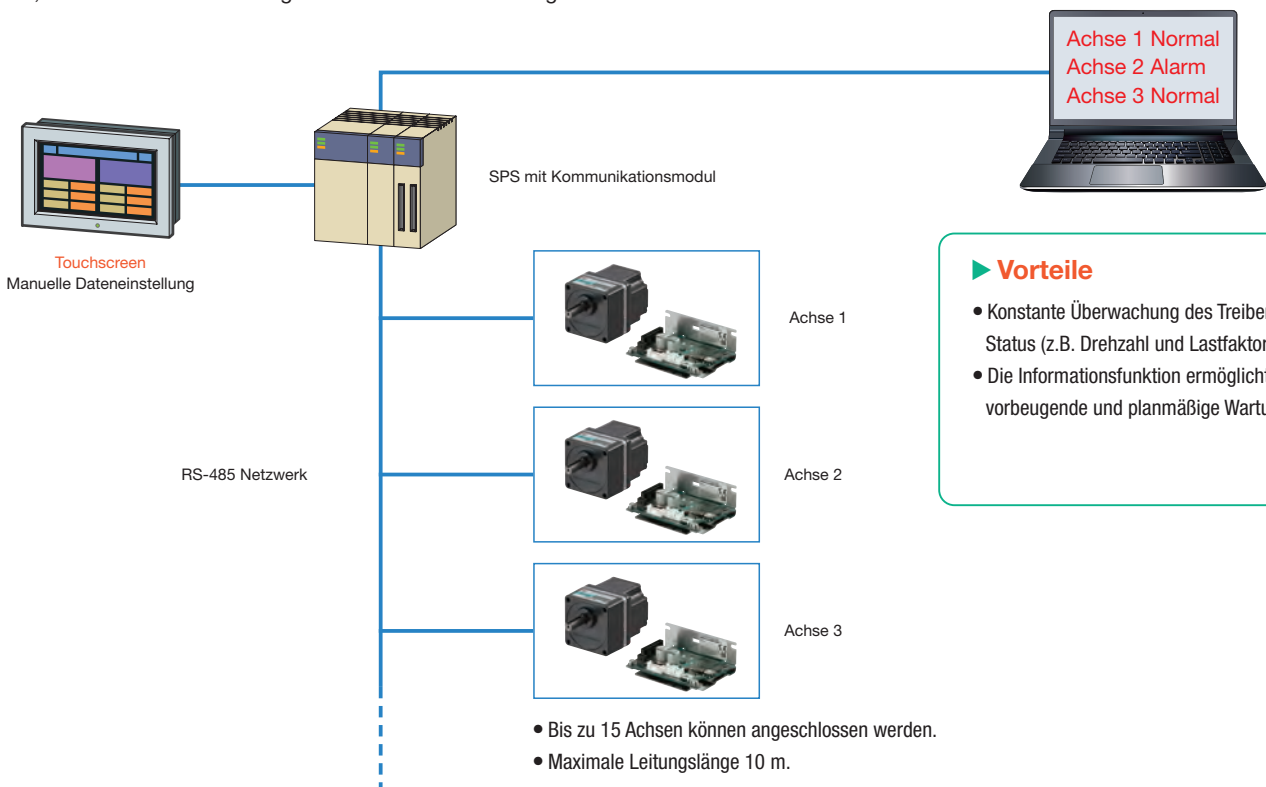 Achse 1 Normal
Achse 2 Alarm
Achse 3 Normal
SPS mit Kommunikationsmodul
Touchscreen
Manuelle Dateneinstellung
▶ Vorteile
• Konstante Überwachung des Treiber
Status (z.B. Drehzahl und Lastfaktor
• Die Informationsfunktion ermöglicht
vorbeugende und planmäßige
Achse 1
RS-485 Netzwerk
Achse 2
Achse 3
• Bis zu 15 Achsen können angeschlossen werden.
• Maximale Leitungslänge 10 m.